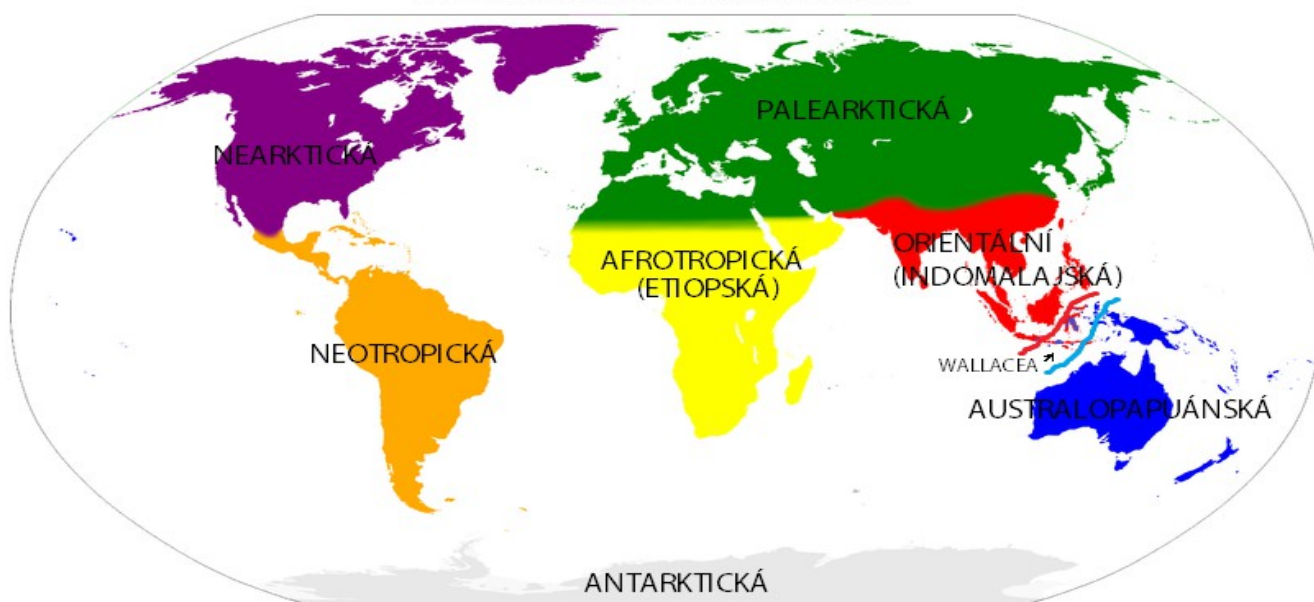 PALEARKTICKÁ
NEARKTICKÁ
ORIENTÁLNÍ
(INDOMALAJSKÁ)
AFROTROPICKÁ
(ETIOPSKÁ)
NEOTROPICKÁ
WALLACEA
AUSTRALOPAPUÁNSKÁ
ANTARKTICKÁ